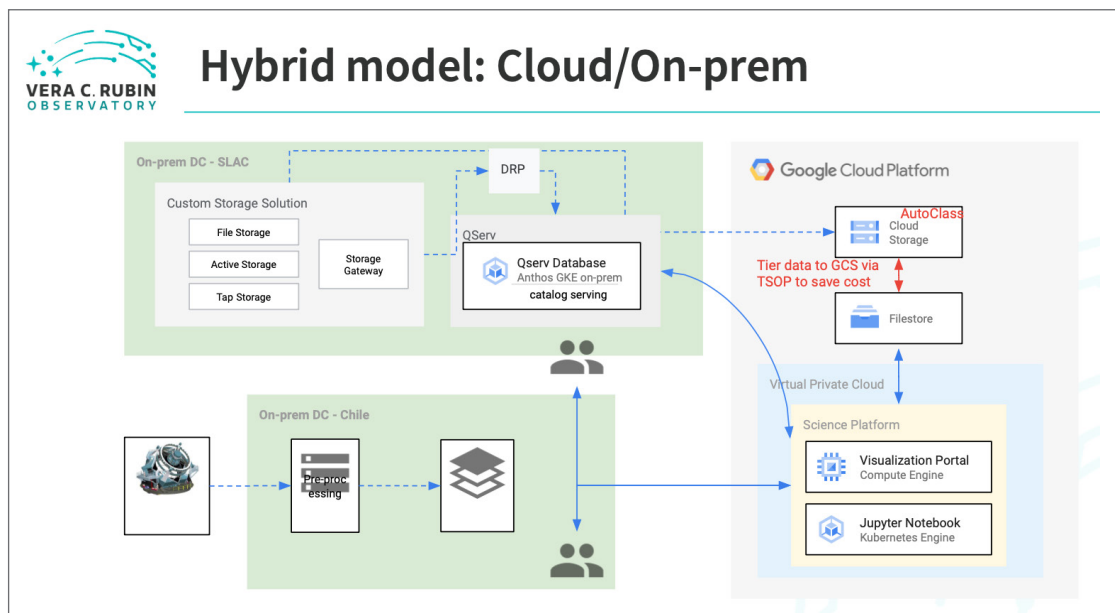 VERA C. RUBIN
OBSERVATORY
Hybrid model: Cloud/On-prem
On-prem DC - SLAC
Custom Storage Solution
File Storage
Active Storage
Tap Storage
Storage
Gateway
DRP
QServ
Qserv Database
Anthos GKE on-prem
catalog serving
Google Cloud Platform
AutoClass
Cloud
Storage
Tier data to GCS via
TSOP to save cost
Filestore
Virtual Private Cloud
Science Platform
Visualization Portal
Compute Engine
Jupyter Notebook
Kubernetes Engine
On-prem DC - Chile
Pre-proc
essing